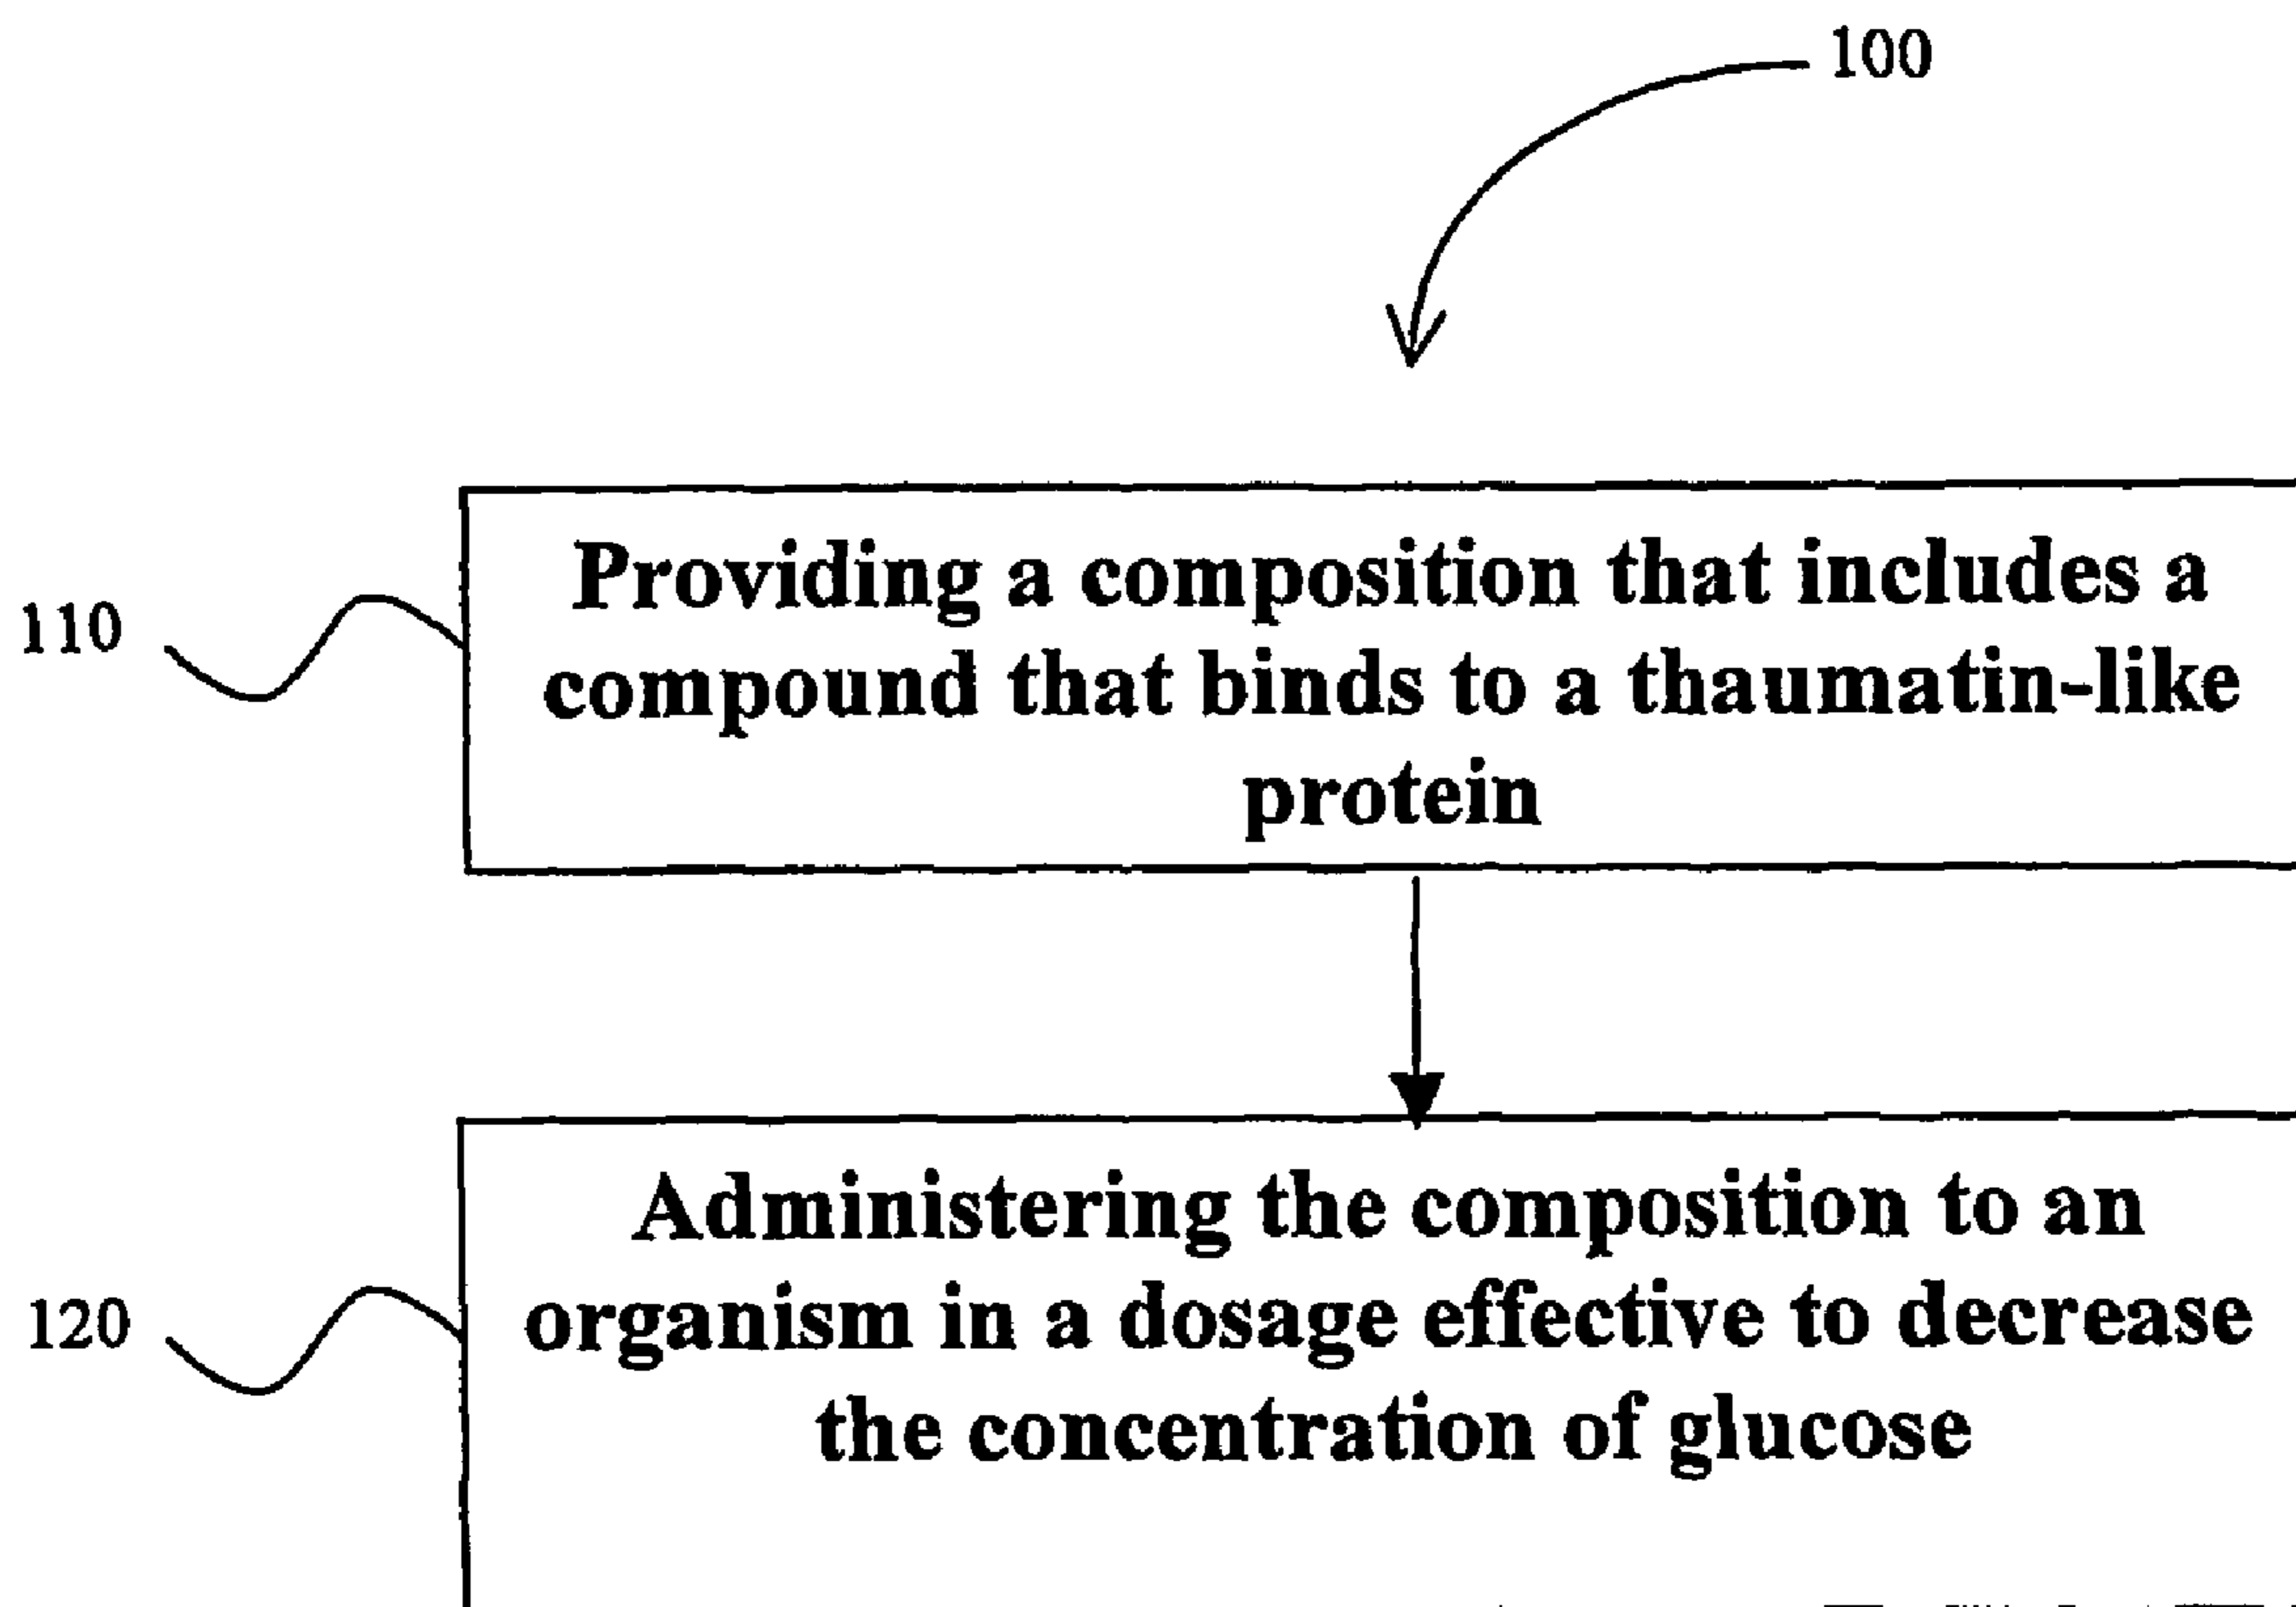 100
110
Providing a composition that includes a
compound that binds to a thaumatin-like
protein
120
Administering the composition to an
organism in a dosage effective to decrease
the concentration of glucose